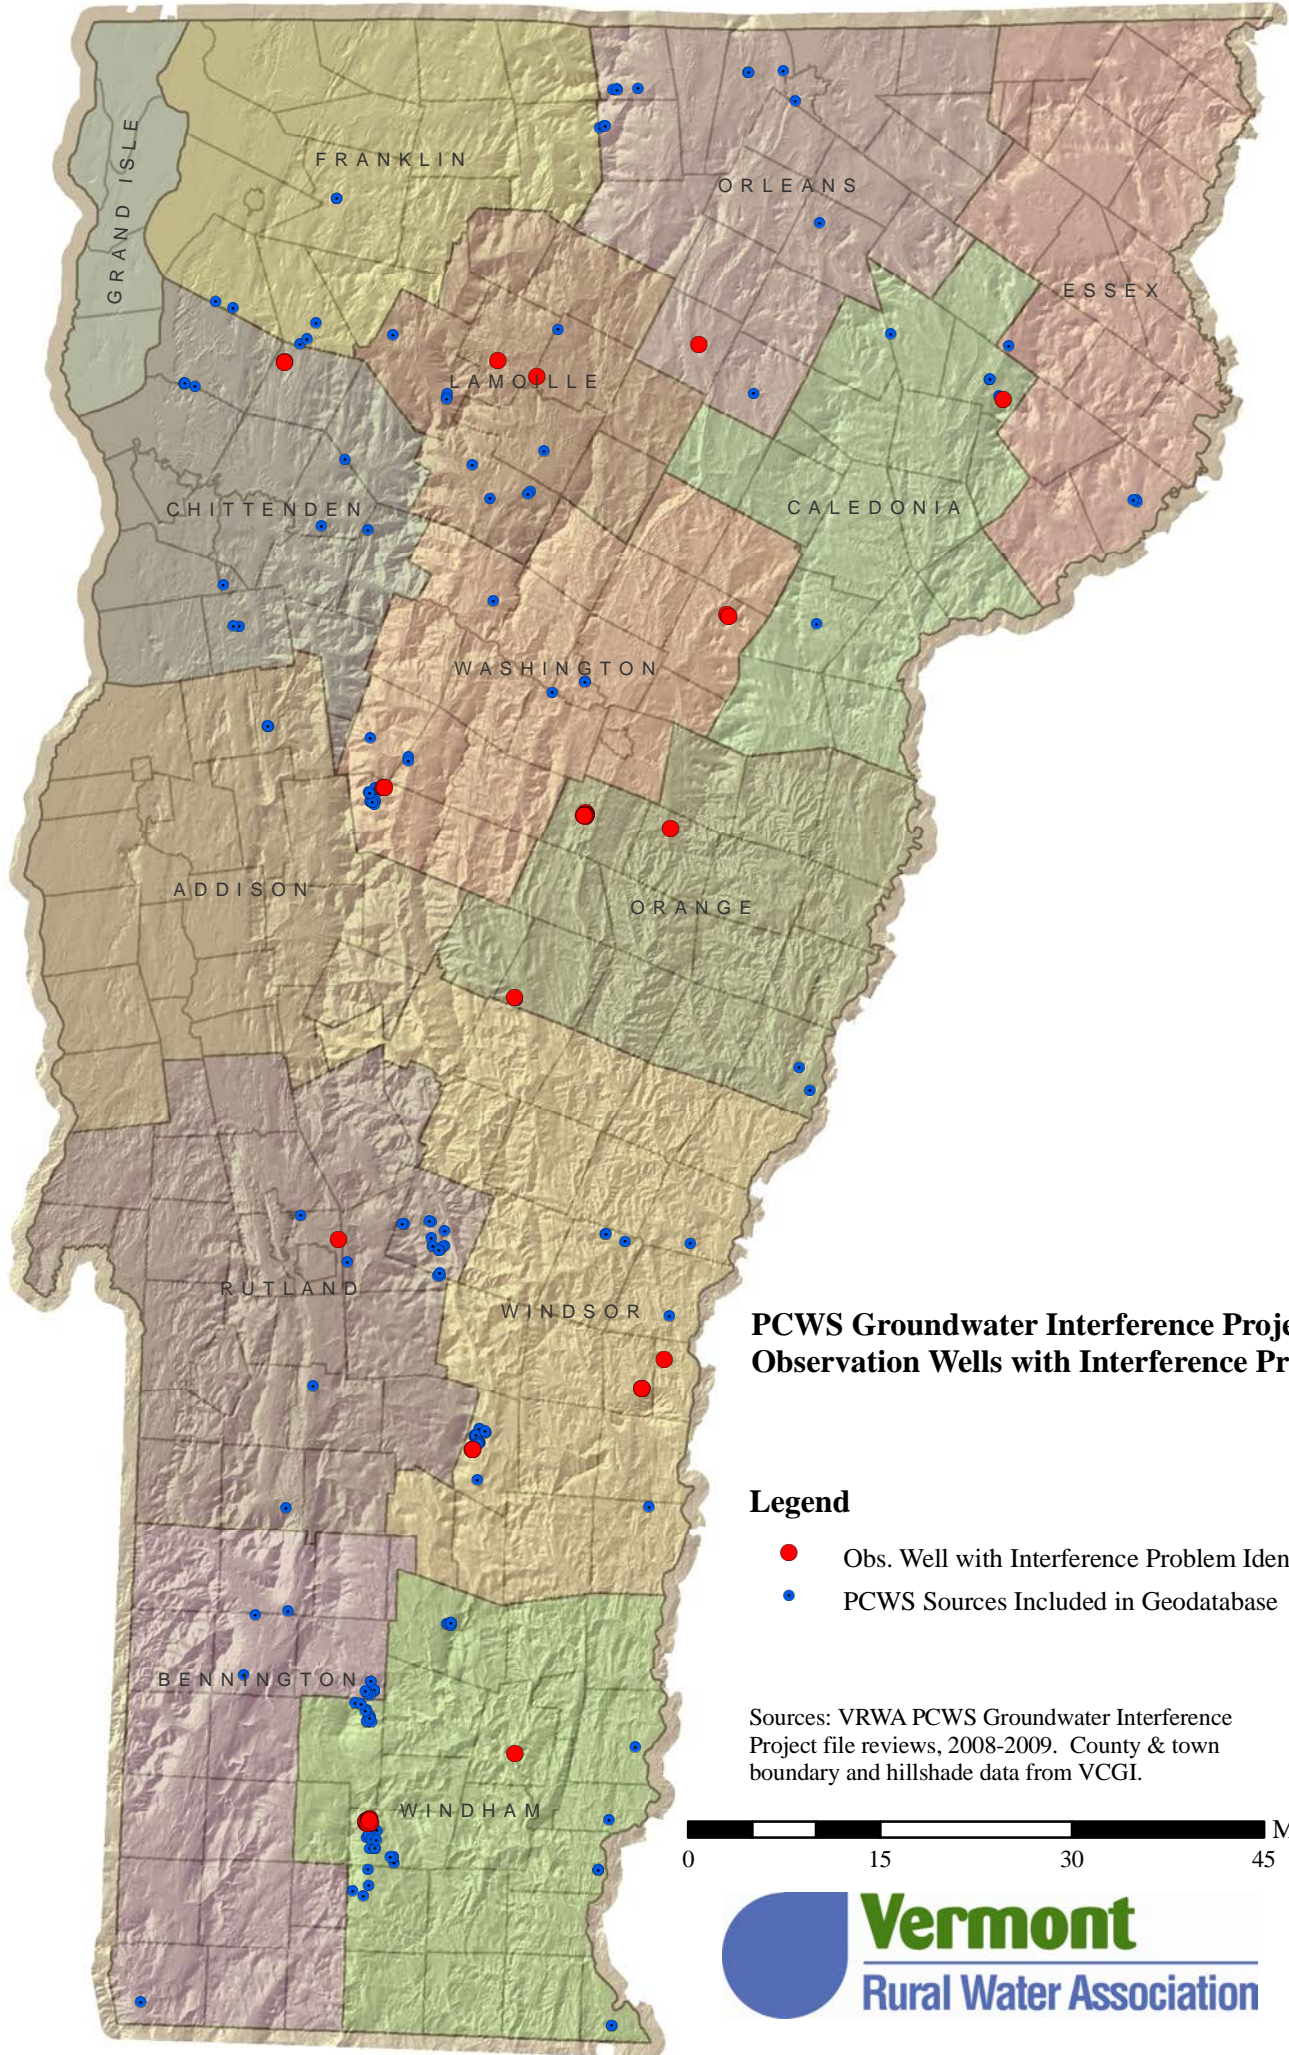 GRAND ISLE
FRANKLIN
ORLEANS
ESSEX
LAMOILLE
CHITTENDEN
CALEDONIA
WASHINGTON
ADDISON
ORANGE
RUTLAND
WINDSOR
PCWS Groundwater Interference Proje
Observation Wells with Interference Pr
Legend
Obs. Well with Interference Problem Iden
PCWS Sources Included in Geodatabase
BENNINGTON
Sources: VRWA PCWS Groundwater Interference
Project file reviews, 2008-2009. County & town
boundary and hillshade data from VCGI.
WINDHAM
M
0 15 30 45
Vermont
Rural Water Association